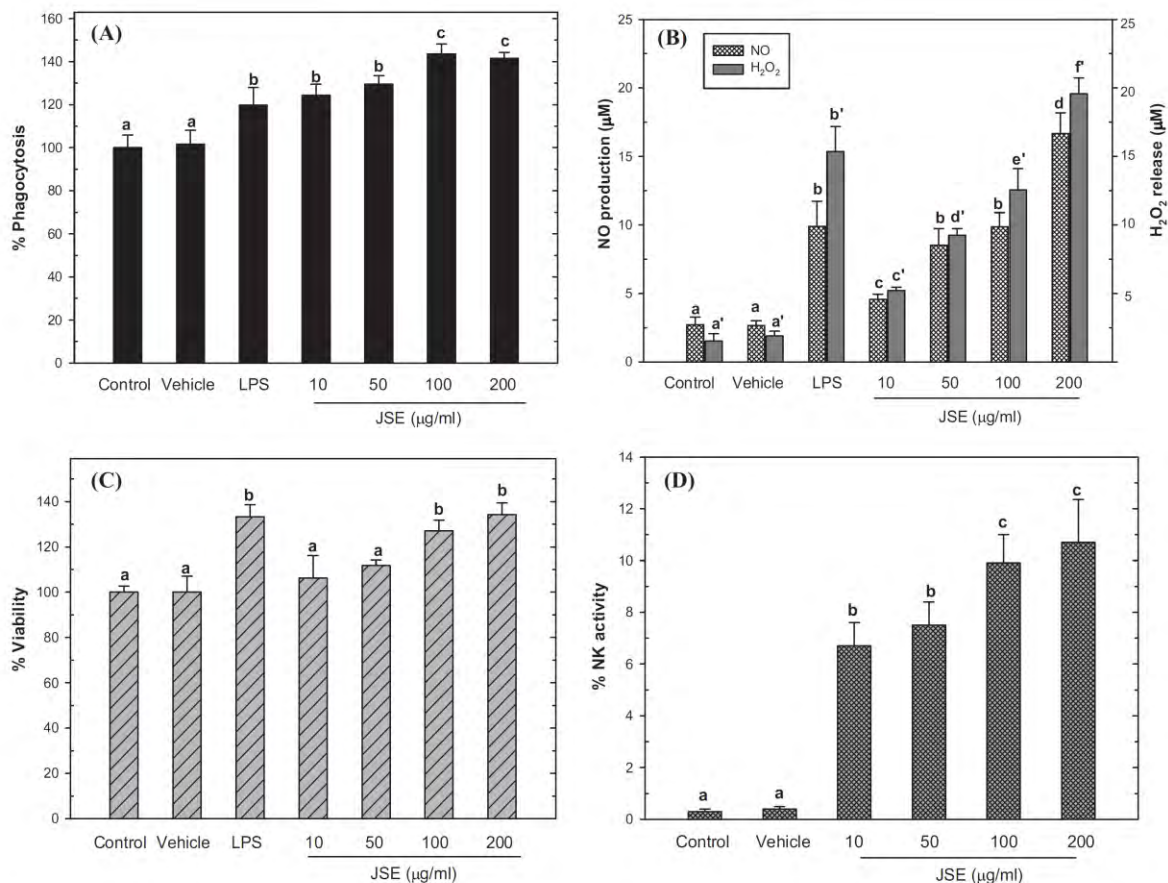 (A)
% Phagocytosis
160
140
120
100
80
60
40
20
0
a
a
b
b
b
c
c
Control Vehicle LPS 10 50 100 200
JSE (μg/ml)
(B)
NO
H₂O₂
NO production (μM)
25
20
15
10
5
0
a a' a a' b b' c c' b d' b e' d f'
25
20
15
10
5
H₂O₂ release (μM)
Control Vehicle LPS 10 50 100 200
JSE (μg/ml)
(C)
% Viability
140
120
100
80
60
40
20
0
a
a
b
a
a
b
b
Control Vehicle LPS 10 50 100 200
JSE (μg/ml)
(D)
% NK activity
14
12
10
8
6
4
2
0
a
a
b
b
c
c
Control Vehicle 10 50 100 200
JSE (μg/ml)